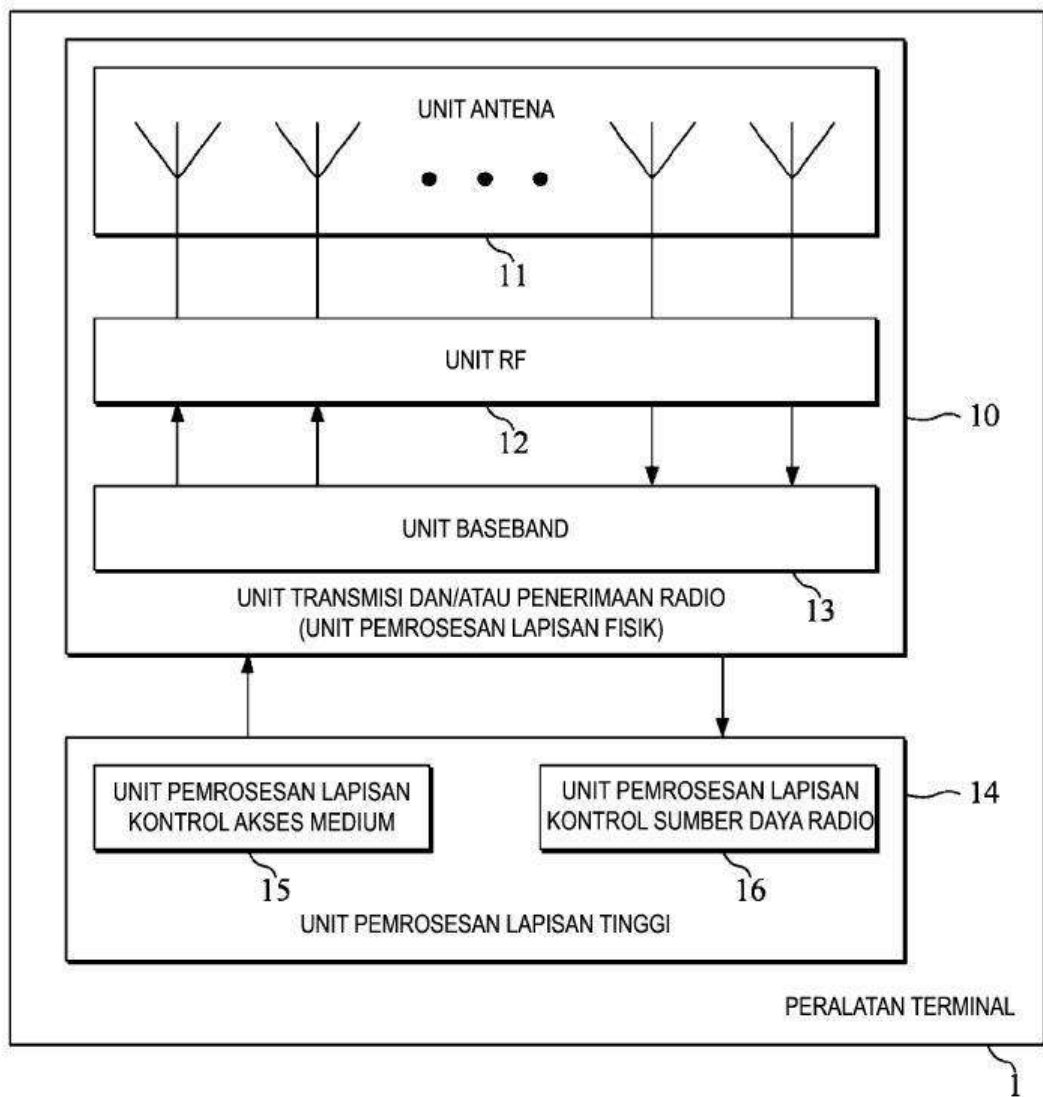 UNIT ANTENA
11
UNIT RF
12
10
UNIT BASEBAND
13
UNIT TRANSMISI DAN/ATAU PENERIMAAN RADIO
(UNIT PEMROSESAN LAPISAN FISIK)
UNIT PEMROSESAN LAPISAN
KONTROL AKSES MEDIUM
15
UNIT PEMROSESAN LAPISAN
KONTROL SUMBER DAYA RADIO
16
14
UNIT PEMROSESAN LAPISAN TINGGI
PERALATAN TERMINAL
1